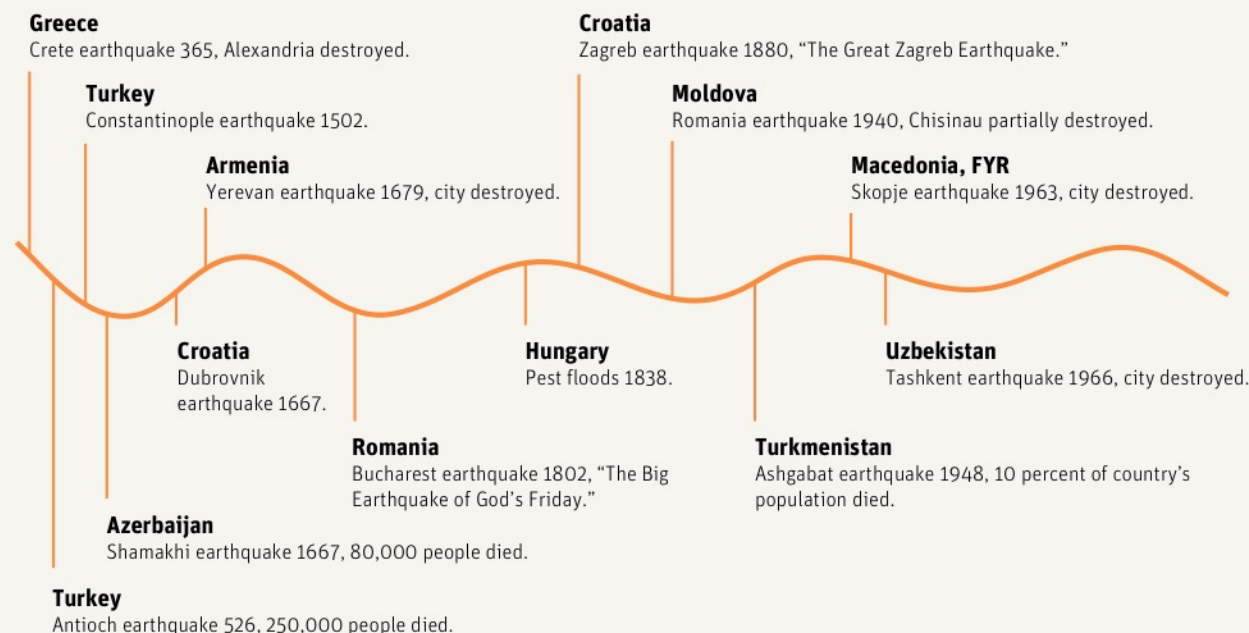 Greece
Crete earthquake 365, Alexandria destroyed.
Turkey
Constantinople earthquake 1502.
Armenia
Yerevan earthquake 1679, city destroyed.
Croatia
Zagreb earthquake 1880, “The Great Zagreb Earthquake.”
Moldova
Romania earthquake 1940, Chisinau partially destroyed.
Macedonia, FYR
Skopje earthquake 1963, city destroyed.
Croatia
Dubrovnik
earthquake 1667.
Hungary
Pest floods 1838.
Uzbekistan
Tashkent earthquake 1966, city destroyed.
Romania
Bucharest earthquake 1802, “The Big
Earthquake of God’s Friday.”
Turkmenistan
Ashgabat earthquake 1948, 10 percent of country’s
population died.
Azerbaijan
Shamakhi earthquake 1667, 80,000 people died.
Turkey
Antioch earthquake 526, 250,000 people died.